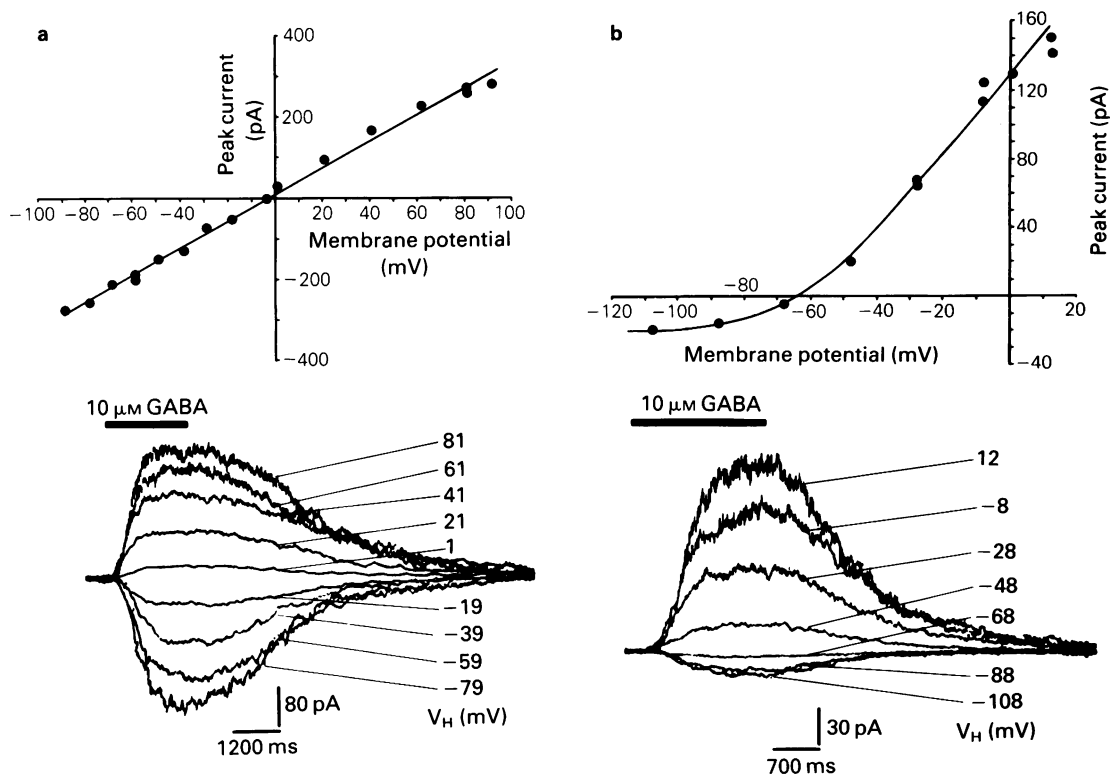 a
400
200
Peak current
(pA)
−100 −80 −60 −40 20 40 60 80 100
Membrane potential
(mV)
−200
−400
10 μM GABA
81
61
41
21
1
−19
−39
−59
−79
80 pA
VH (mV)
1200 ms
b
160
120
80
40
Peak current (pA)
−80
−120 −100 −60 −40 −20 20
Membrane potential (mV)
−40
10 μM GABA
12
−8
−28
−48
−68
−88
−108
30 pA
VH (mV)
700 ms